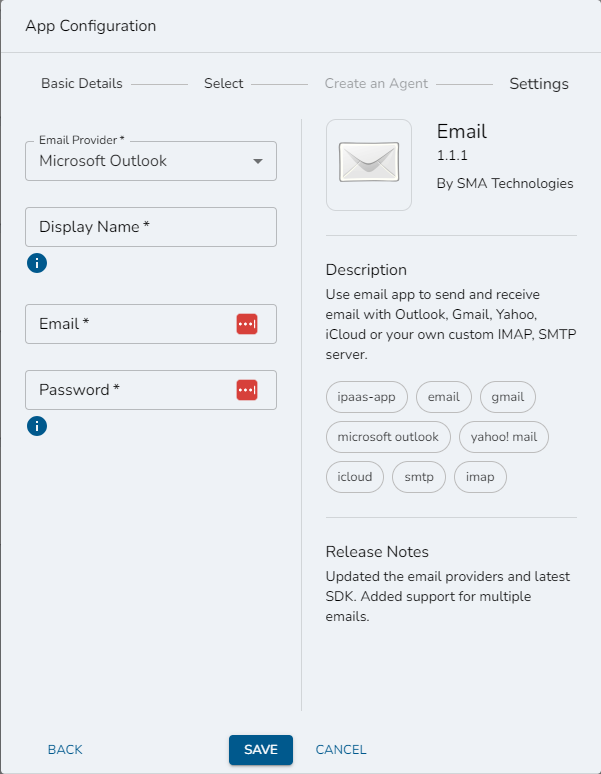 App Configuration
Basic Details
Select
Create an Agent
Settings
Email Provider *
Microsoft Outlook
Display Name *
Email *
Password *
Email
1.1.1
By SMA Technologies
Description
Use email app to send and receive
email with Outlook, Gmail, Yahoo,
iCloud or your own custom IMAP, SMTP
server.
ipaas-app
email
gmail
microsoft outlook
yahoo! mail
icloud
smtp
imap
Release Notes
Updated the email providers and latest
SDK. Added support for multiple
emails.
BACK
SAVE
CANCEL